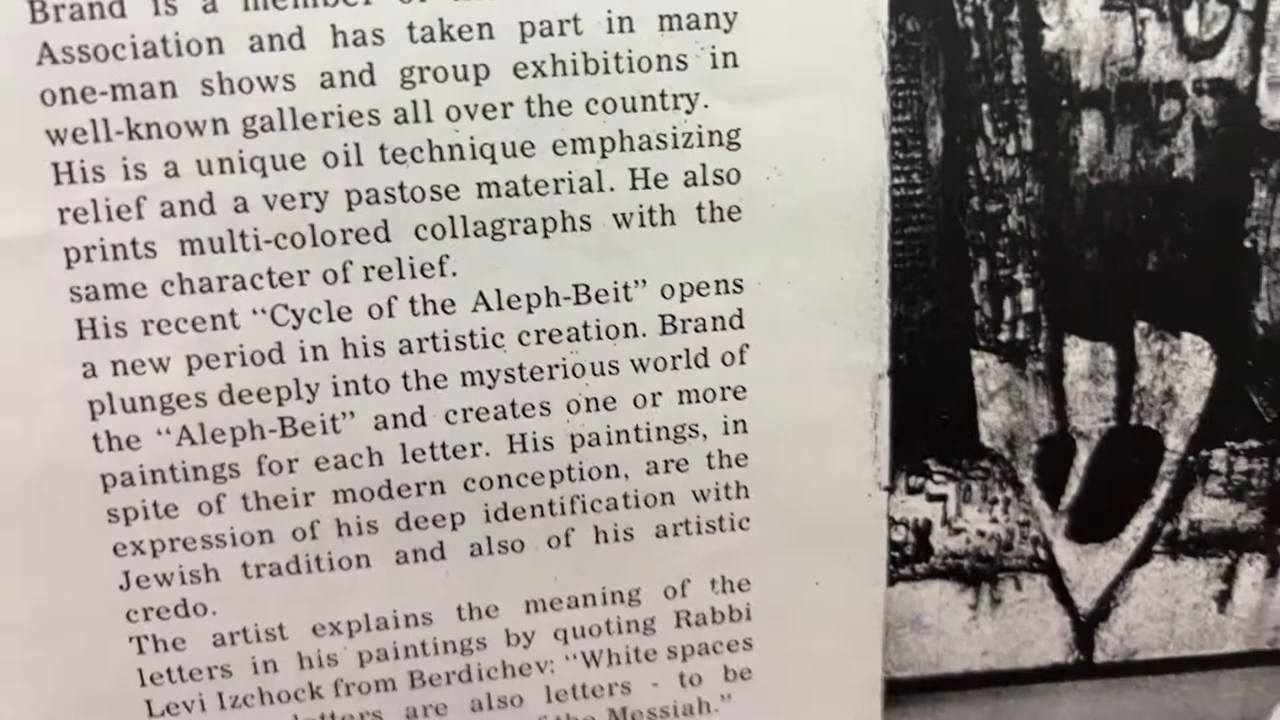 Brand is a member of
Association and has taken part in many
one-man shows and group exhibitions in
well-known galleries all over the country.
His is a unique oil technique emphasizing
relief and a very pastose material. He also
prints multi-colored collagraphs with the
same character of relief.
His recent “Cycle of the Aleph-Beit” opens
a new period in his artistic creation. Brand
plunges deeply into the mysterious world of
the “Aleph-Beit” and creates one or more
paintings for each letter. His paintings, in
spite of their modern conception, are the
expression of his deep identification with
Jewish tradition and also of his artistic
credo.
The artist explains the meaning of the
letters in his paintings by quoting Rabbi
Levi Izchock from Berdichev: “White spaces
are also letters - to be
the Messiah.”